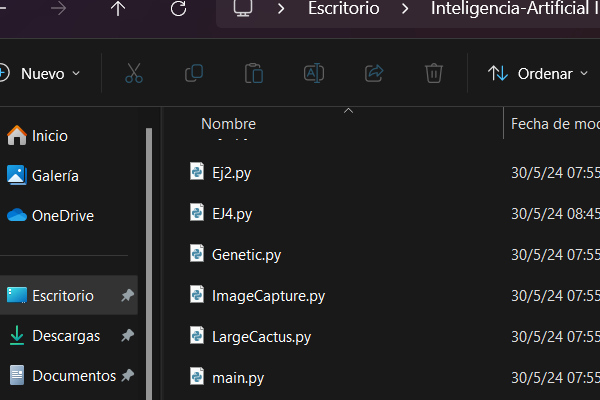 Escritorio Inteligencia-Artificial I
Nuevo Ordenar
Nombre Fecha de moc
Inicio
Galería
OneDrive
Escritorio
Descargas
Documentos
Ej2.py 30/5/24 07:55
EJ4.py 30/5/24 08:45
Genetic.py 30/5/24 07:55
ImageCapture.py 30/5/24 07:55
LargeCactus.py 30/5/24 07:55
main.py 30/5/24 07:55